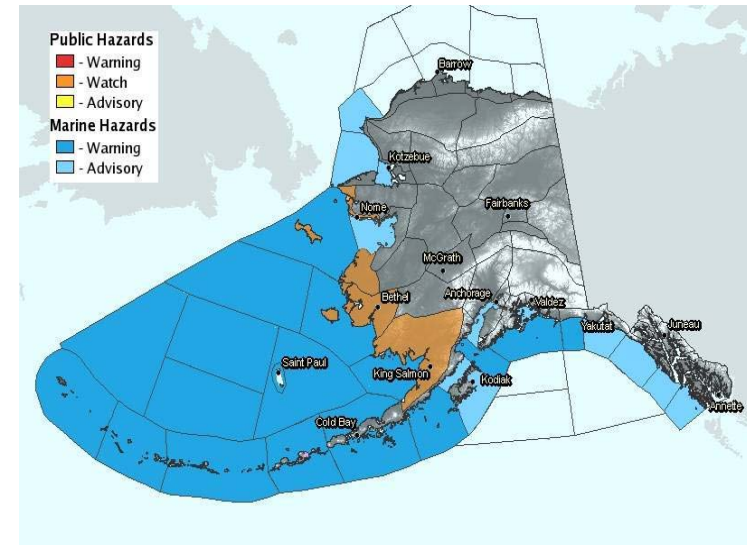 Public Hazards
- Warning
- Watch
- Advisory
Marine Hazards
- Warning
- Advisory
Barrow
Kotzebue
Nome
Fairbanks
McGrath
Anchorage
Valdez
Bethel
Yakutat
Juneau
Saint Paul
King Salmon
Kodiak
Annette
Cold Bay